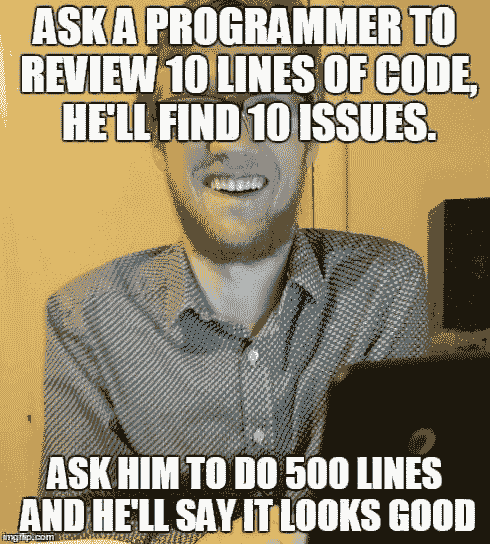 ASK A PROGRAMMER TO
REVIEW 10 LINES OF CODE,
HE'LL FIND 10 ISSUES.
ASK HIM TO DO 500 LINES
AND HE'LL SAY IT LOOKS GOOD
imgflip.com